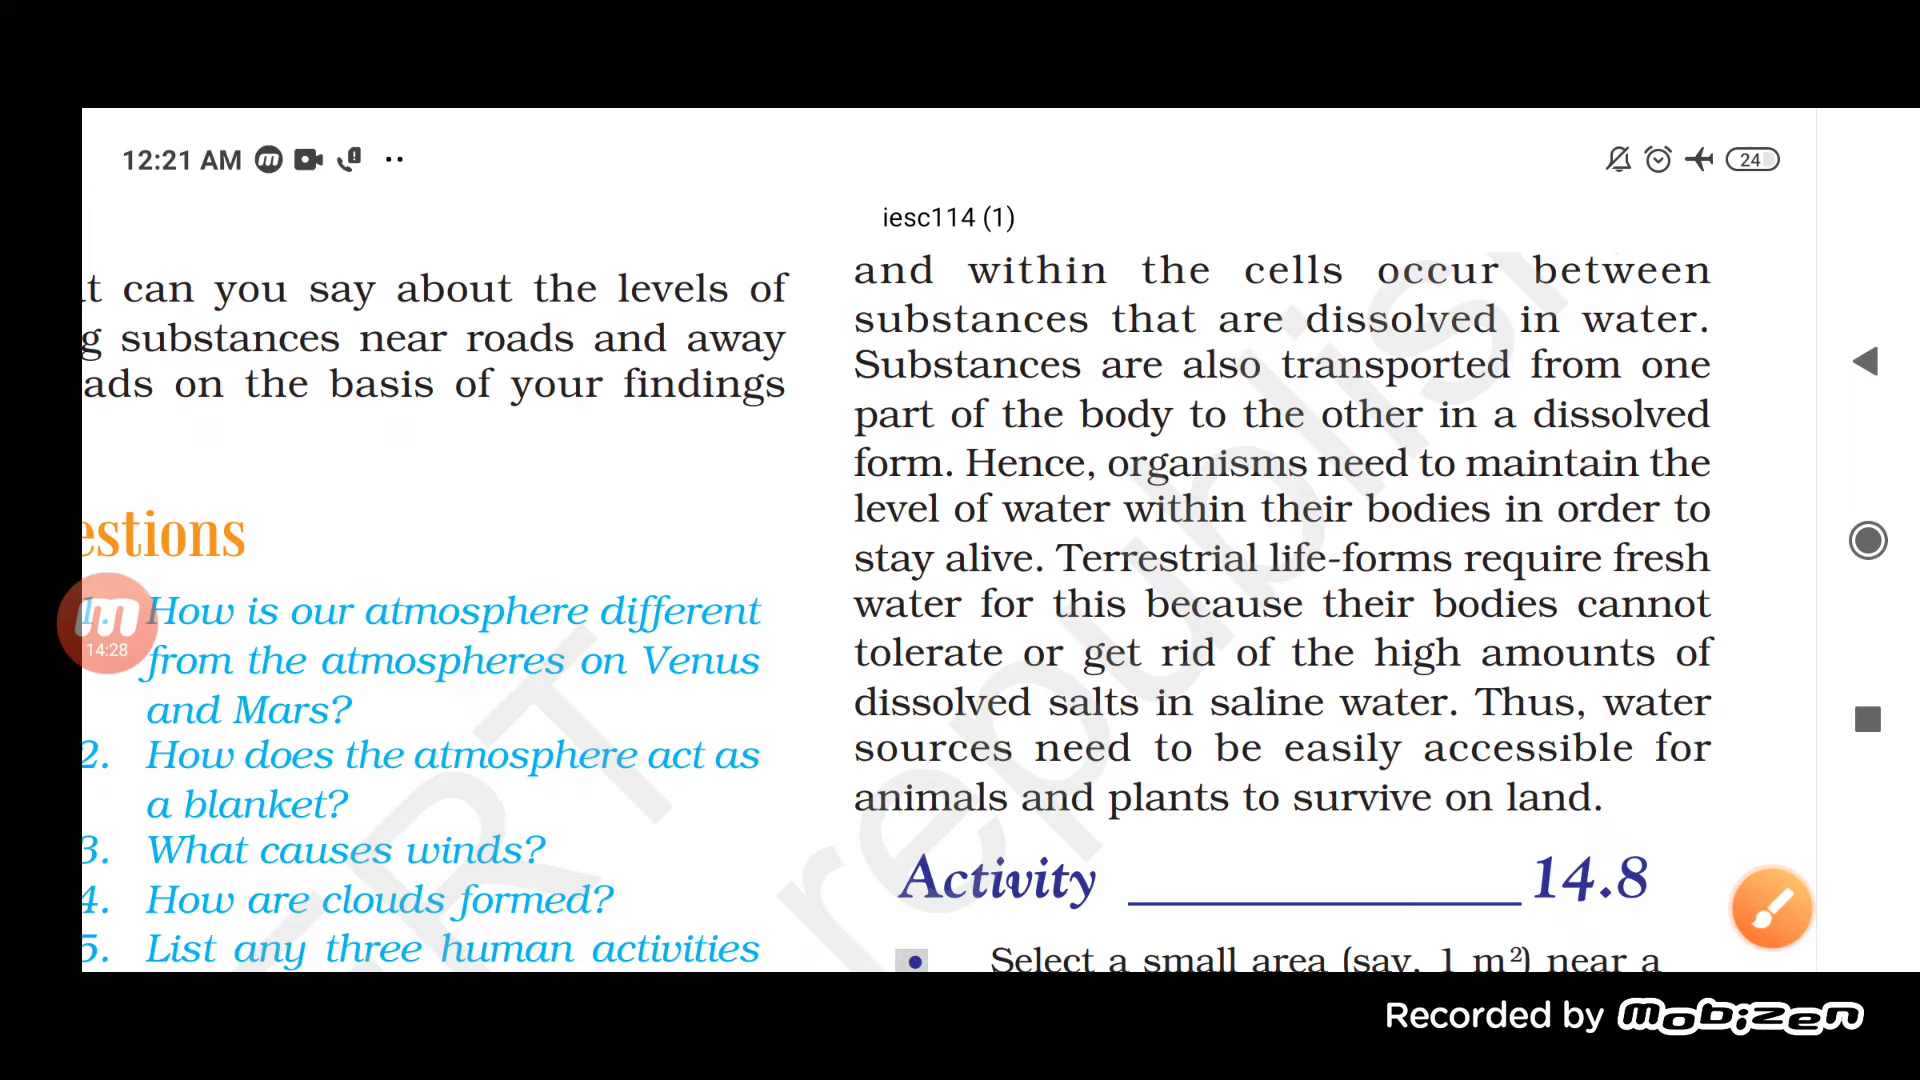 12:21 AM
24
iesc114 (1)
t can you say about the levels of
g substances near roads and away
ads on the basis of your findings
estions
1. How is our atmosphere different
from the atmospheres on Venus
and Mars?
2. How does the atmosphere act as
a blanket?
3. What causes winds?
4. How are clouds formed?
5. List any three human activities
14:28
and within the cells occur between
substances that are dissolved in water.
Substances are also transported from one
part of the body to the other in a dissolved
form. Hence, organisms need to maintain the
level of water within their bodies in order to
stay alive. Terrestrial life-forms require fresh
water for this because their bodies cannot
tolerate or get rid of the high amounts of
dissolved salts in saline water. Thus, water
sources need to be easily accessible for
animals and plants to survive on land.
Activity 14.8
• Select a small area (say, 1 m²) near a
republis
ERT
Recorded by mobizen